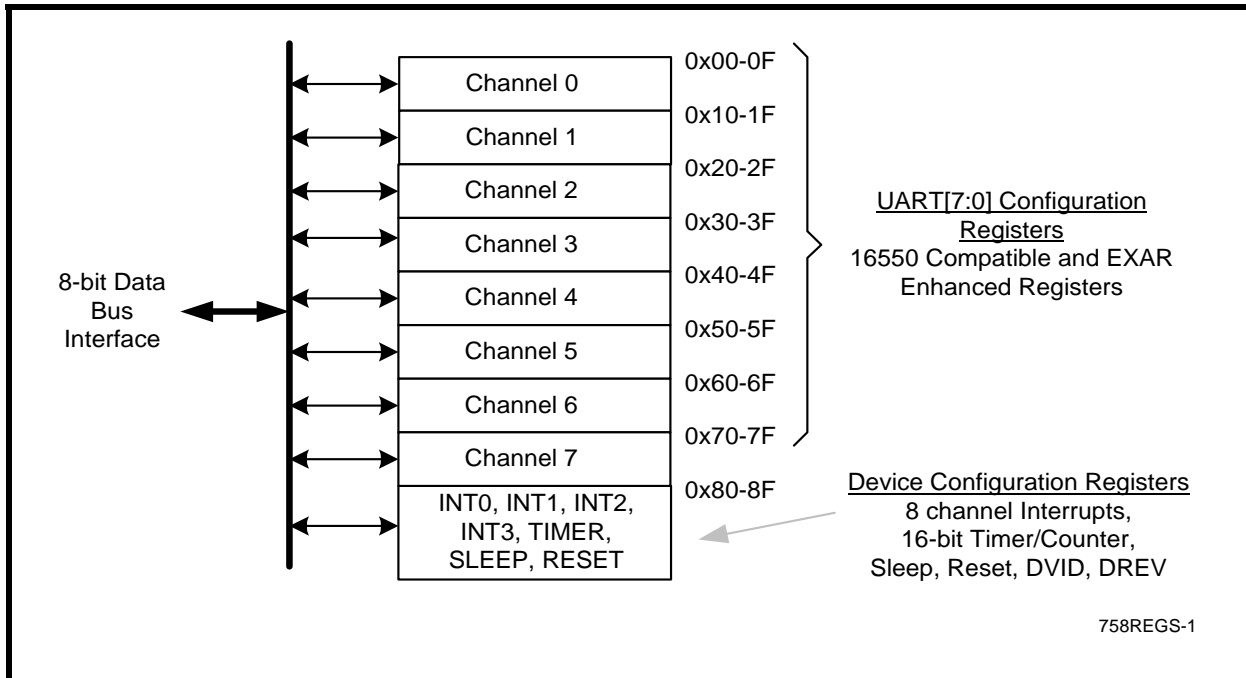 8-bit Data
Bus
Interface
Channel 0
Channel 1
Channel 2
Channel 3
Channel 4
Channel 5
Channel 6
Channel 7
INT0, INT1, INT2,
INT3, TIMER,
SLEEP, RESET
0x00-0F
0x10-1F
0x20-2F
0x30-3F
0x40-4F
0x50-5F
0x60-6F
0x70-7F
0x80-8F
UART[7:0] Configuration
Registers
16550 Compatible and EXAR
Enhanced Registers
Device Configuration Registers
8 channel Interrupts,
16-bit Timer/Counter,
Sleep, Reset, DVID, DREV
758REGS-1